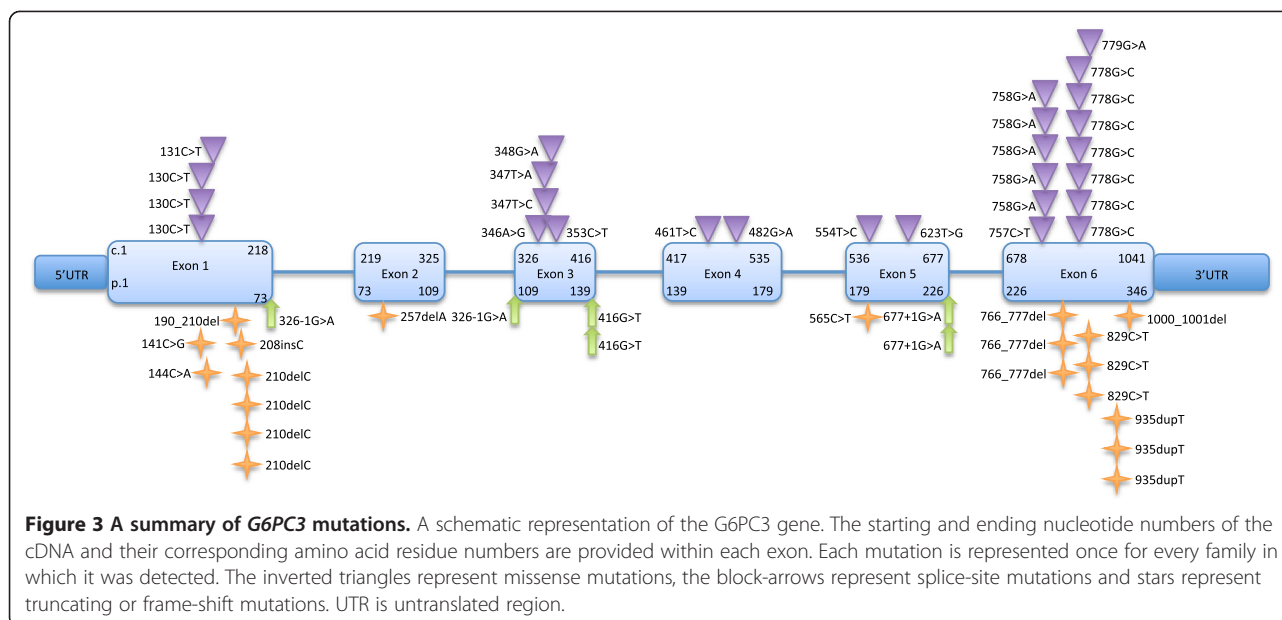 779G>A
778G>C
758G>A
778G>C
758G>A
778G>C
131C>T
348G>A
758G>A
778G>C
130C>T
347T>A
758G>A
778G>C
130C>T
347T>C
758G>A
778G>C
130C>T
346A>G
353C>T
461T>C
482G>A
554T>C
623T>G
757C>T
778G>C
5'UTR
c.1
218
p.1
Exon 1
73
219
325
Exon 2
73
109
326
416
Exon 3
109
139
417
535
Exon 4
139
179
536
677
Exon 5
179
226
678
1041
Exon 6
226
346
3'UTR
190_210del
326-1G>A
257delA
326-1G>A
416G>T
565C>T
677+1G>A
766_777del
1000_1001del
141C>G
208insC
416G>T
677+1G>A
766_777del
829C>T
144C>A
210delC
766_777del
829C>T
210delC
829C>T
210delC
935dupT
210delC
935dupT
935dupT
Figure 3 A summary of G6PC3 mutations. A schematic representation of the G6PC3 gene. The starting and ending nucleotide numbers of the
cDNA and their corresponding amino acid residue numbers are provided within each exon. Each mutation is represented once for every family in
which it was detected. The inverted triangles represent missense mutations, the block-arrows represent splice-site mutations and stars represent
truncating or frame-shift mutations. UTR is untranslated region.